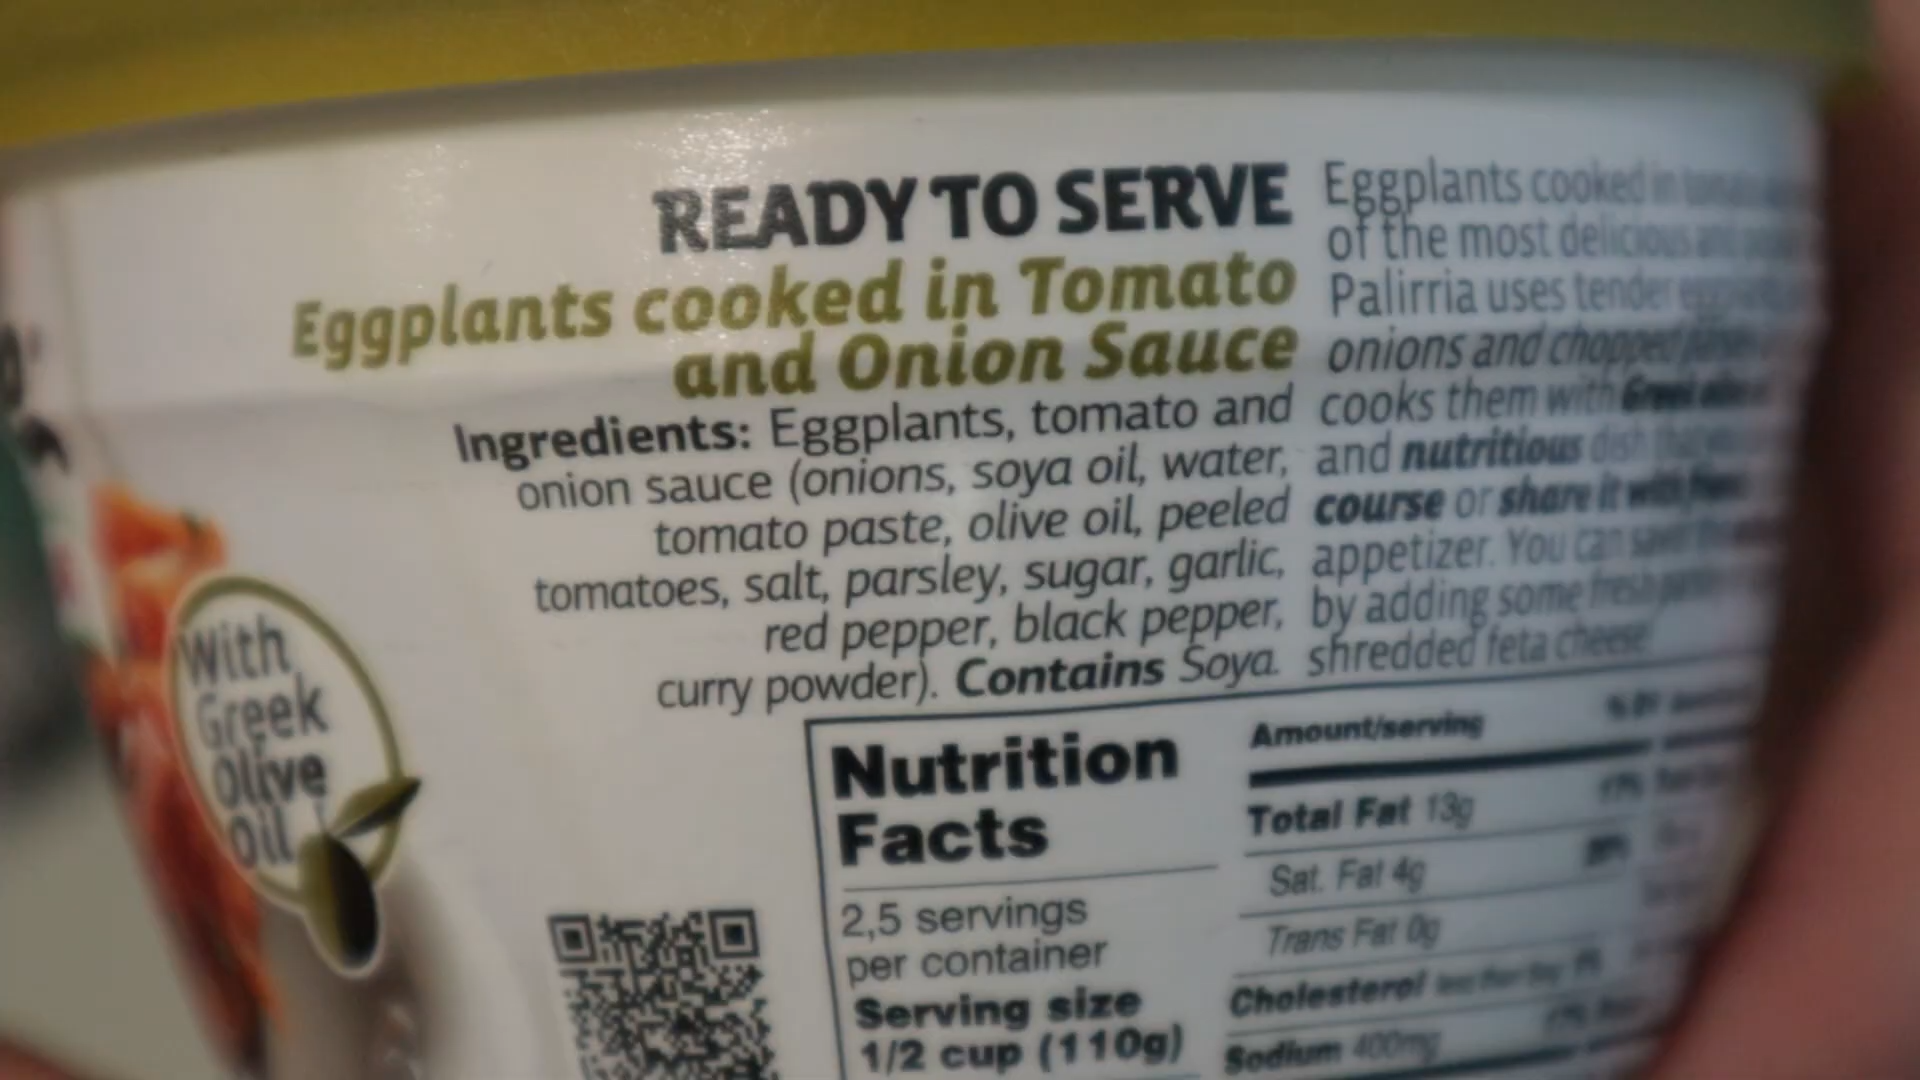 READY TO SERVE
Eggplants cooked in Tomato
and Onion Sauce
Ingredients: Eggplants, tomato and
onion sauce (onions, soya oil, water,
tomato paste, olive oil, peeled
tomatoes, salt, parsley, sugar, garlic,
red pepper, black pepper,
curry powder). Contains Soya.
Eggplants cooked in
of the most delicious
Palirria uses tender
onions and chopped
cooks them with Greek
and nutritious dish
course or share it with
appetizer. You can
by adding some fresh
shredded feta cheese
With
Greek
Olive
Oil
Nutrition
Facts
2,5 servings
per container
Serving size
1/2 cup (110g)
Amount/serving
Total Fat 13g 17%
Sat. Fat 4g
Trans Fat 0g
Cholesterol
Sodium 400mg